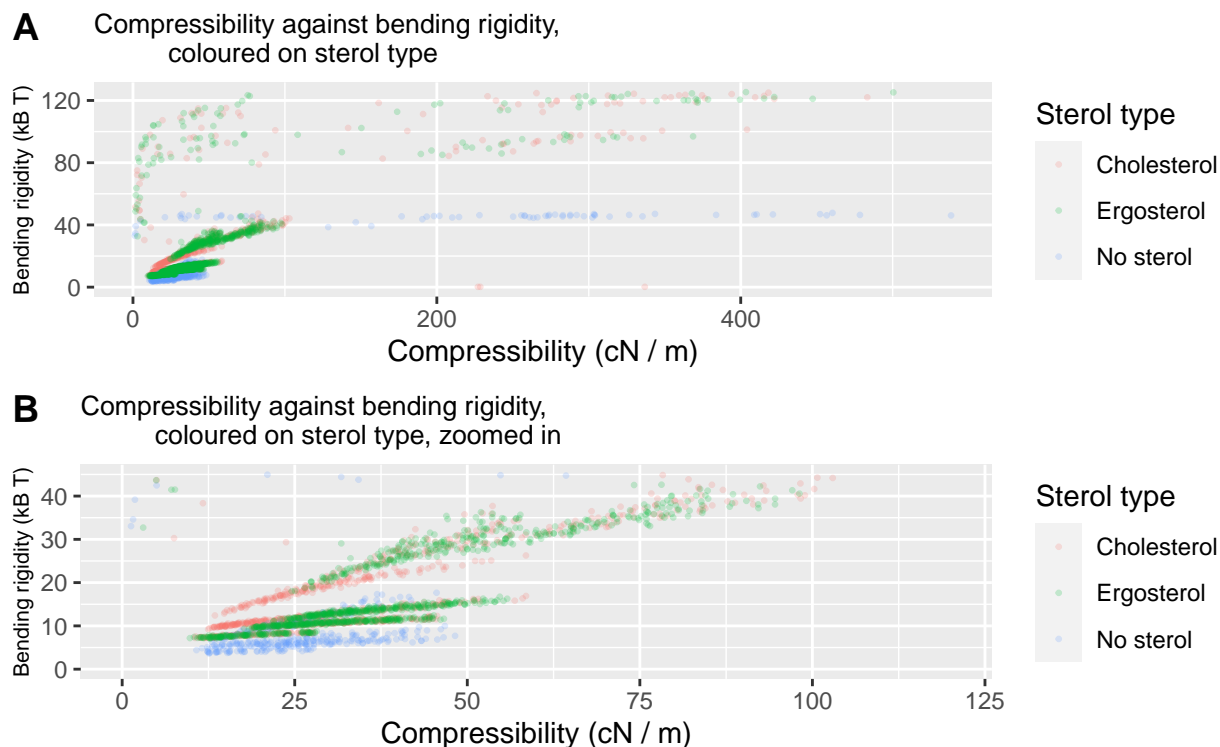 A
Compressibility against bending rigidity,
coloured on sterol type
Bending rigidity (kB T)
120
80
40
0
0
200
400
Compressibility (cN / m)
Sterol type
Cholesterol
Ergosterol
No sterol
B
Compressibility against bending rigidity,
coloured on sterol type, zoomed in
Bending rigidity (kB T)
40
30
20
10
0
0
25
50
75
100
125
Compressibility (cN / m)
Sterol type
Cholesterol
Ergosterol
No sterol